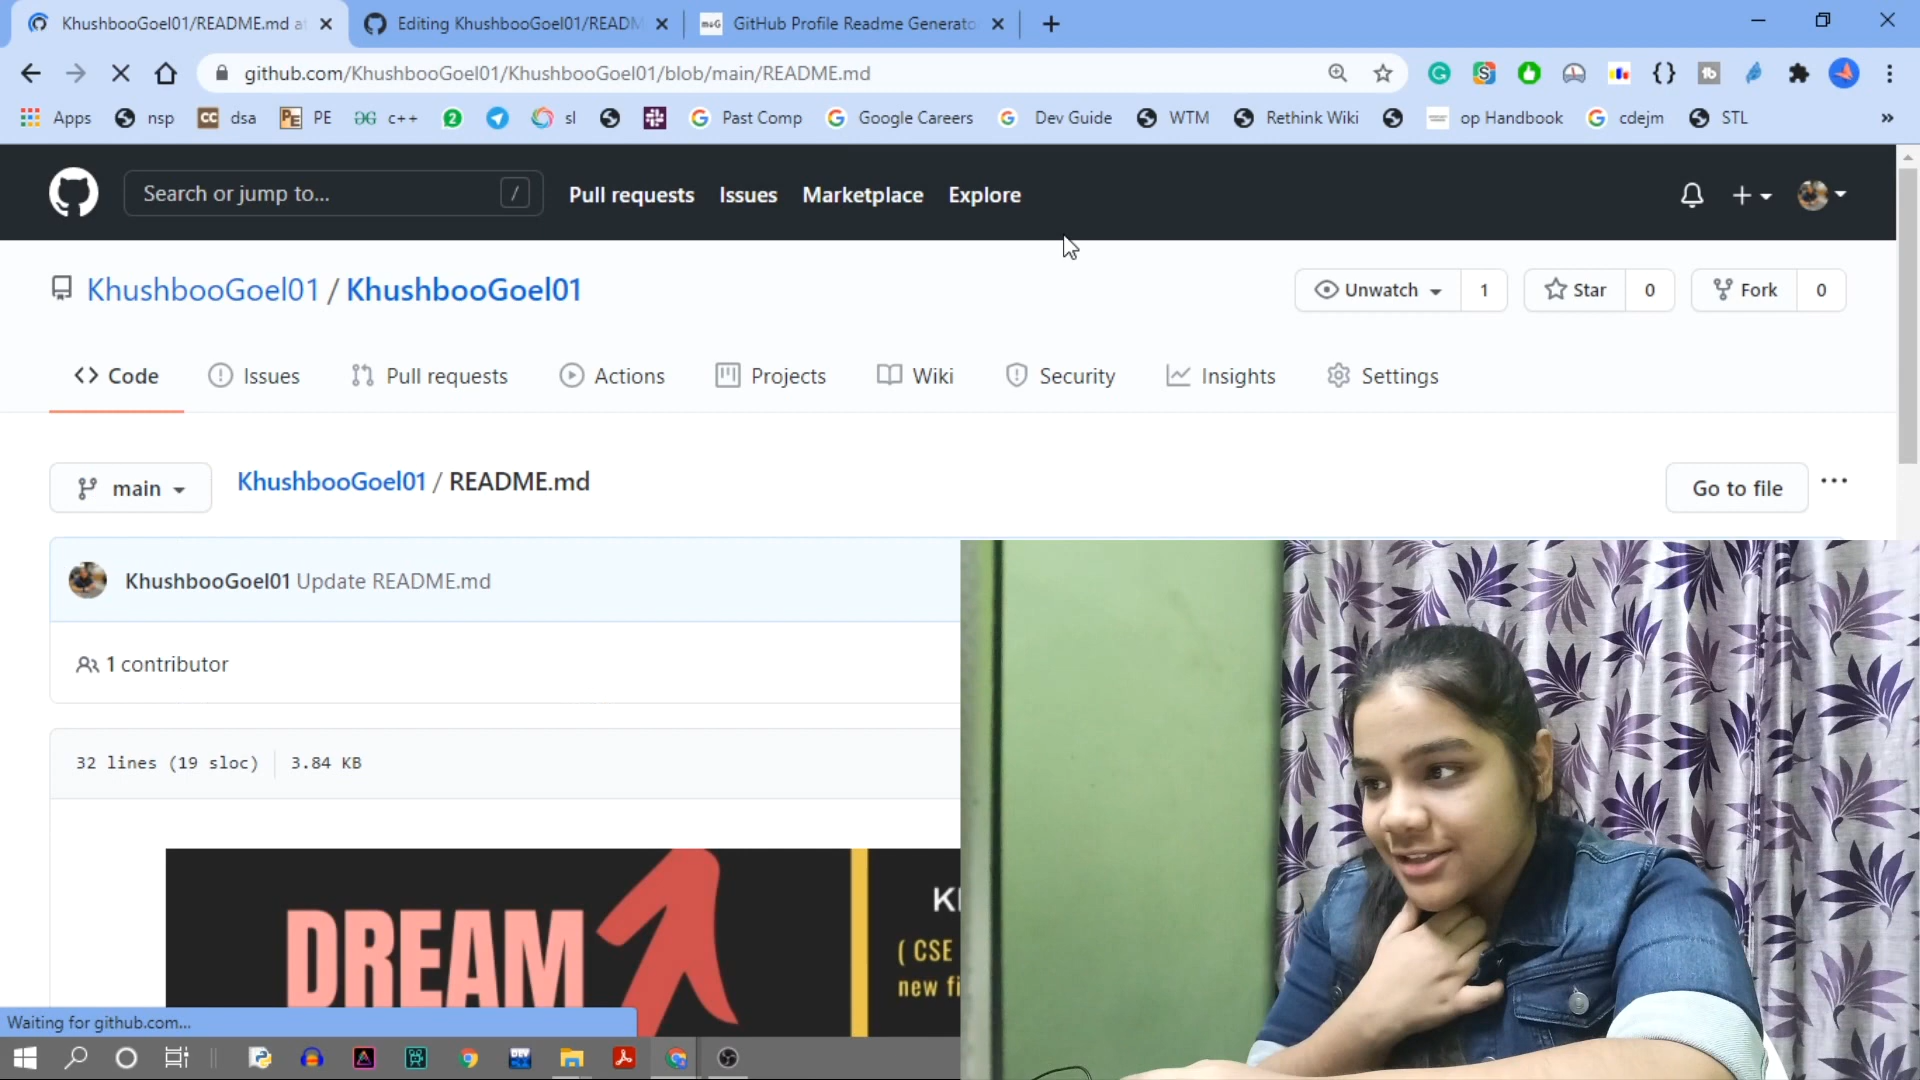 KhushbooGoel01/README.md at
Editing KhushbooGoel01/READM
m↓G GitHub Profile Readme Generato
github.com/KhushbooGoel01/KhushbooGoel01/blob/main/README.md
Apps nsp CC dsa PE PE c++ 2 sl Past Comp Google Careers Dev Guide WTM Rethink Wiki op Handbook cdejm STL »
Search or jump to... / Pull requests Issues Marketplace Explore
KhushbooGoel01 / KhushbooGoel01
Unwatch 1 Star 0 Fork 0
Code Issues Pull requests Actions Projects Wiki Security Insights Settings
main KhushbooGoel01 / README.md Go to file ...
KhushbooGoel01 Update README.md
1 contributor
32 lines (19 sloc) 3.84 KB
DREAM
( CSE
new fi
Waiting for github.com...